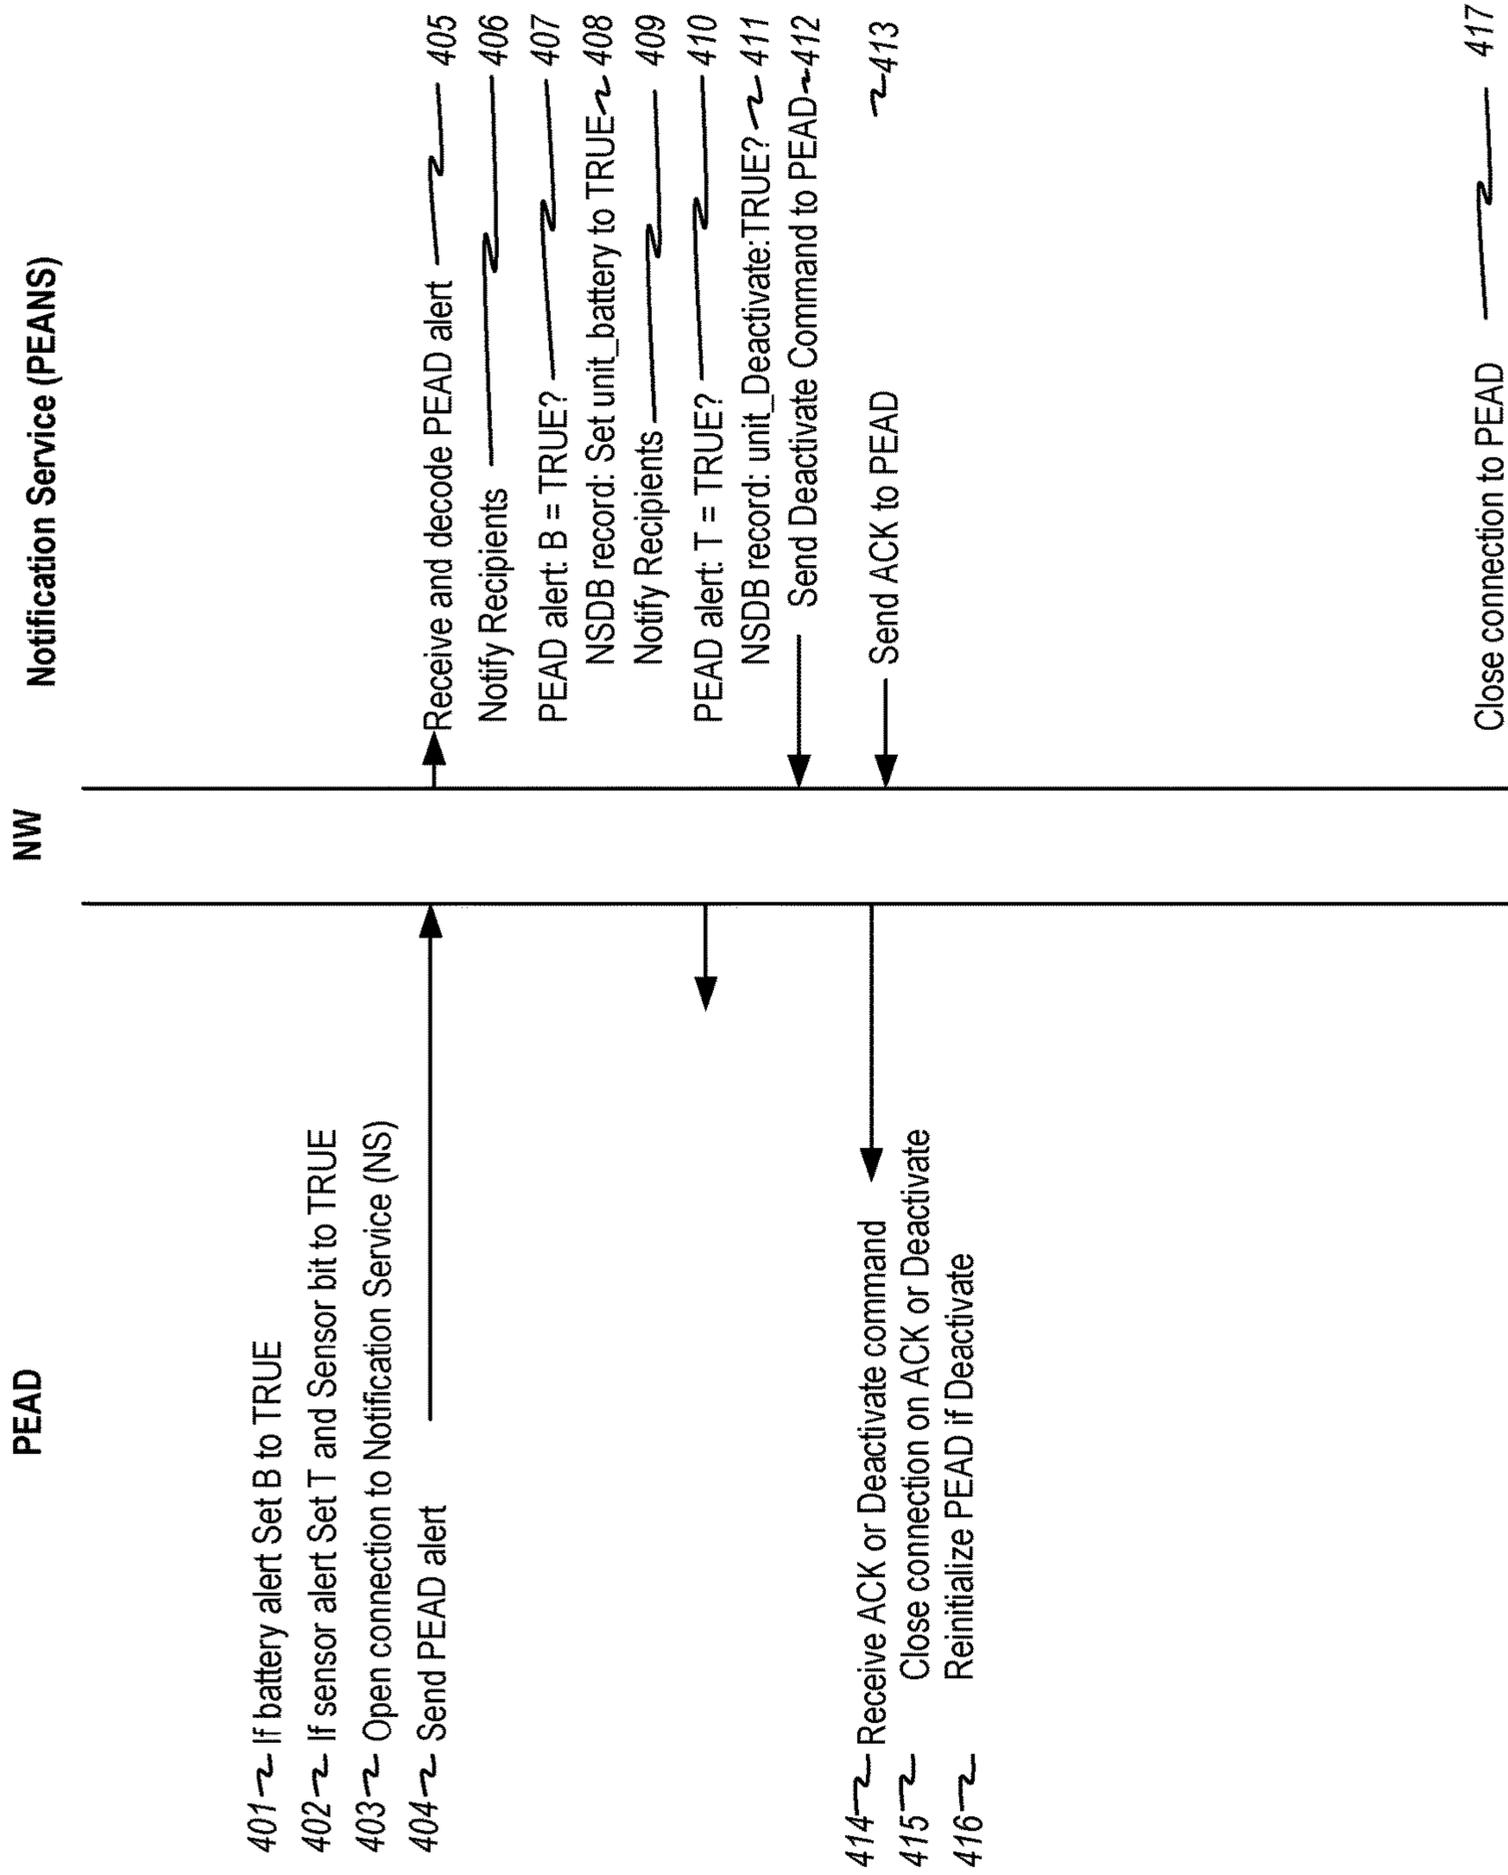 PEAD
NW
Notification Service (PEANS)
401 If battery alert Set B to TRUE
402 If sensor alert Set T and Sensor bit to TRUE
403 Open connection to Notification Service (NS)
404 Send PEAD alert
Receive and decode PEAD alert 405
Notify Recipients 406
PEAD alert: B = TRUE? 407
NSDB record: Set unit_battery to TRUE 408
Notify Recipients 409
PEAD alert: T = TRUE? 410
NSDB record: unit_Deactivate:TRUE? 411
Send Deactivate Command to PEAD 412
Send ACK to PEAD 413
414 Receive ACK or Deactivate command
415 Close connection on ACK or Deactivate
416 Reinitialize PEAD if Deactivate
Close connection to PEAD 417